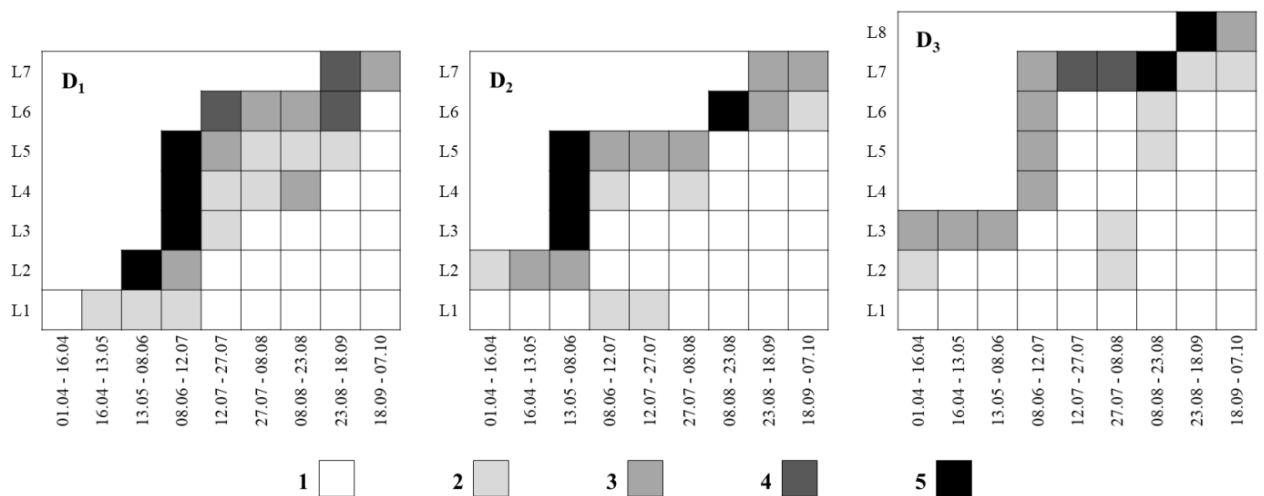 L7
L6
L5
L4
L3
L2
L1
D1
01.04 - 16.04
16.04 - 13.05
13.05 - 08.06
08.06 - 12.07
12.07 - 27.07
27.07 - 08.08
08.08 - 23.08
23.08 - 18.09
18.09 - 07.10
L7
L6
L5
L4
L3
L2
L1
D2
01.04 - 16.04
16.04 - 13.05
13.05 - 08.06
08.06 - 12.07
12.07 - 27.07
27.07 - 08.08
08.08 - 23.08
23.08 - 18.09
18.09 - 07.10
L8
L7
L6
L5
L4
L3
L2
L1
D3
01.04 - 16.04
16.04 - 13.05
13.05 - 08.06
08.06 - 12.07
12.07 - 27.07
27.07 - 08.08
08.08 - 23.08
23.08 - 18.09
18.09 - 07.10
1 2 3 4 5